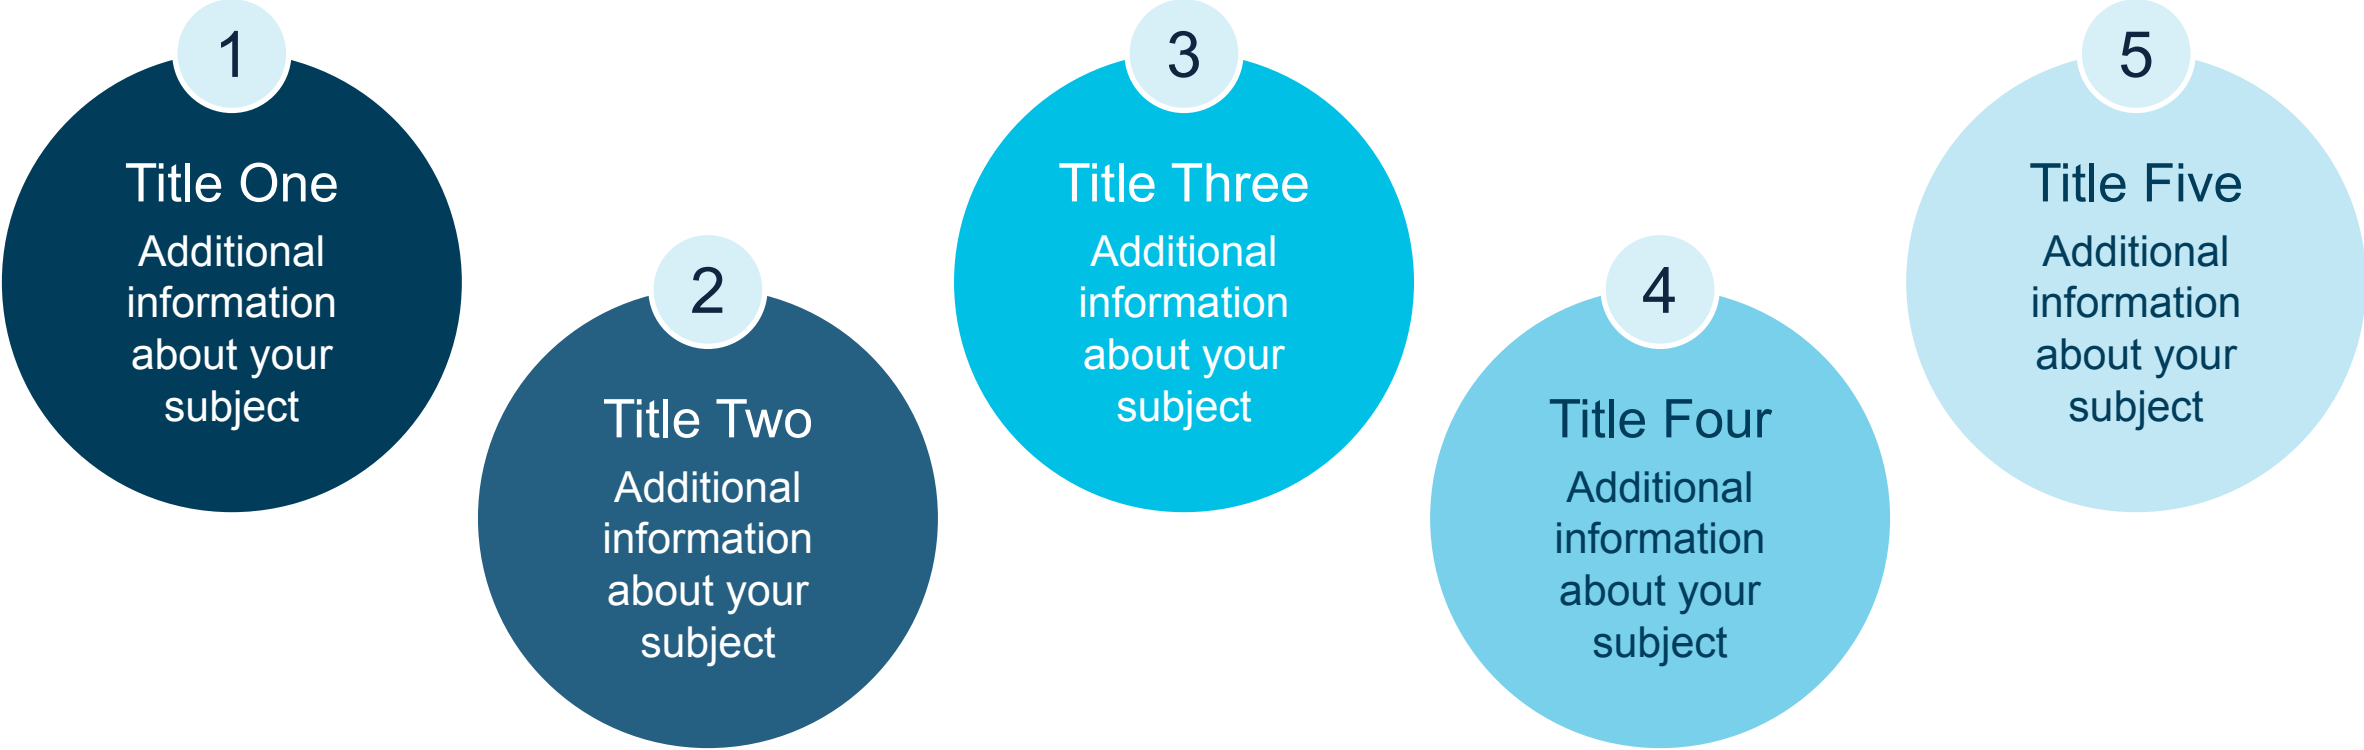 1
Title One
Additional
information
about your
subject
2
Title Two
Additional
information
about your
subject
3
Title Three
Additional
information
about your
subject
4
Title Four
Additional
information
about your
subject
5
Title Five
Additional
information
about your
subject